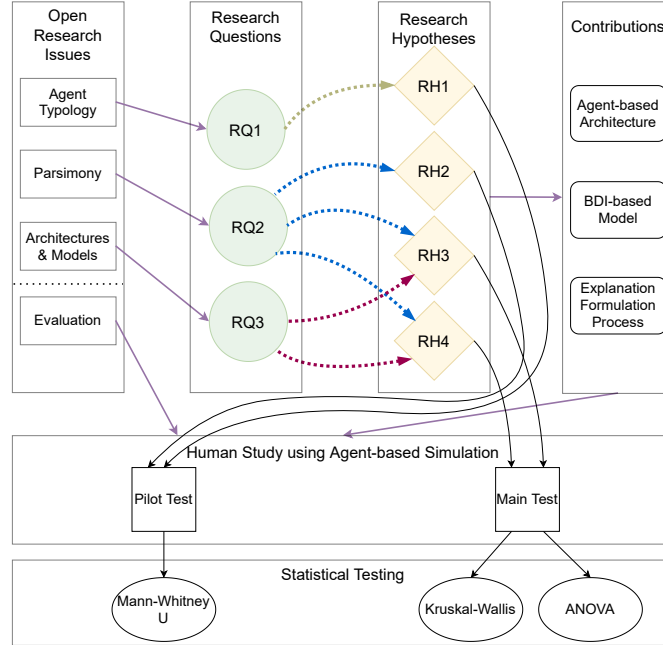 Open
Research
Issues
Agent
Typology
Parsimony
Architectures
& Models
Evaluation
Research
Questions
RQ1
RQ2
RQ3
Research
Hypotheses
RH1
RH2
RH3
RH4
Contributions
Agent-based
Architecture
BDI-based
Model
Explanation
Formulation
Process
Human Study using Agent-based Simulation
Pilot Test
Main Test
Statistical Testing
Mann-Whitney
U
Kruskal-Wallis
ANOVA